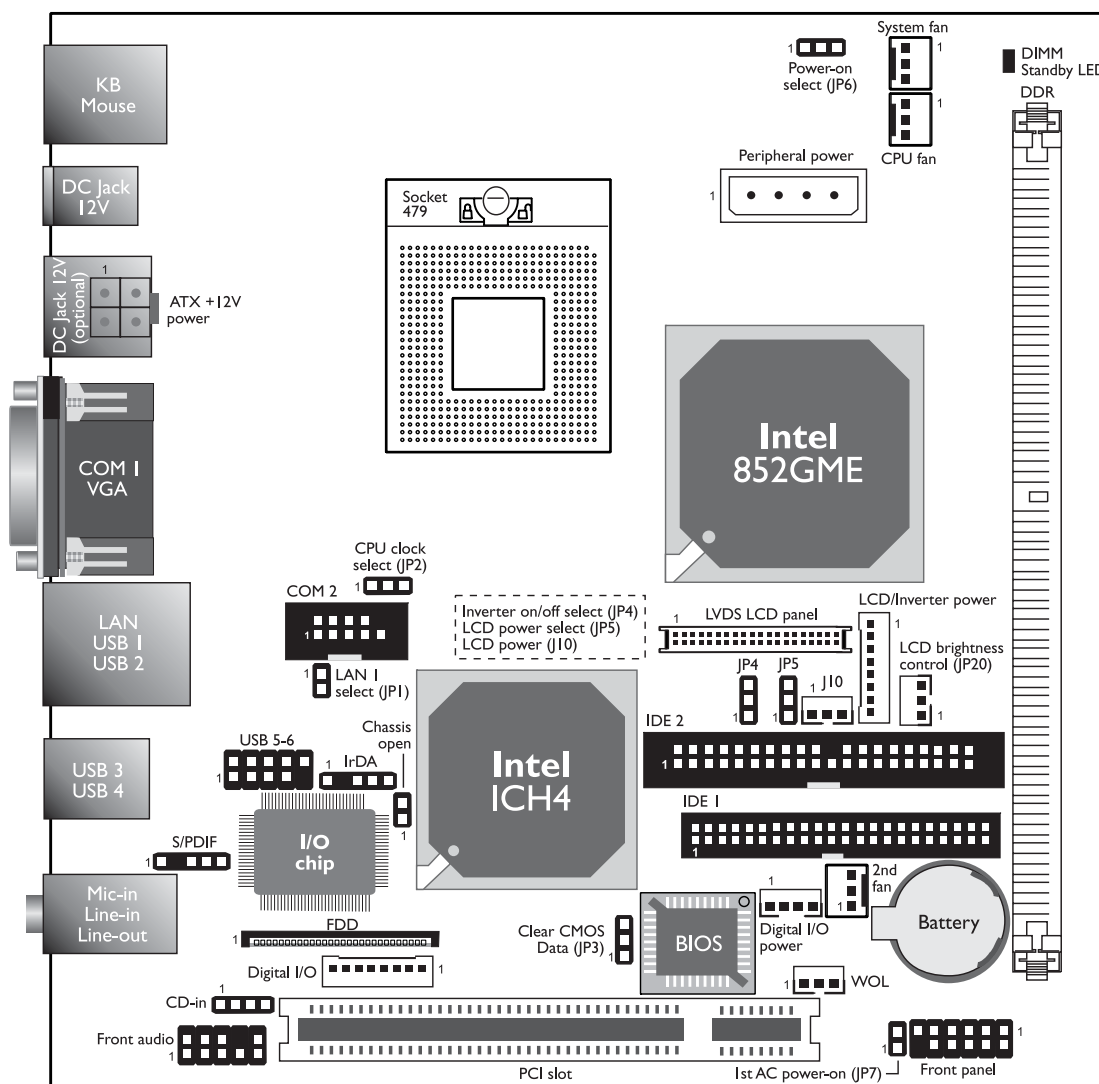 System fan
1
1
Power-on
select (JP6)
DIMM
Standby LED
DDR
KB
Mouse
1
CPU fan
Peripheral power
1
DC Jack
12V
Socket
479
DC Jack 12V
(optional)
1
ATX +12V
power
Intel
852GME
COM 1
VGA
CPU clock
select (JP2)
1
COM 2
1
Inverter on/off select (JP4)
LCD power select (JP5)
LCD power (J10)
LCD/Inverter power
1
LVDS LCD panel
1
LAN
USB 1
USB 2
LCD brightness
control (JP20)
1
JP4
1
JP5
1
J10
1
1
LAN 1
select (JP1)
Chassis
open
1
IDE 2
1
USB 5-6
1
IrDA
1
USB 3
USB 4
Intel
ICH4
IDE 1
1
S/PDIF
1
I/O
chip
Mic-in
Line-in
Line-out
2nd
fan
1
1
Digital I/O
power
Battery
FDD
1
Clear CMOS
Data (JP3)
1
BIOS
Digital I/O
1
WOL
1
CD-in
1
Front audio
1
PCI slot
1st AC power-on (JP7)
1
1
Front panel